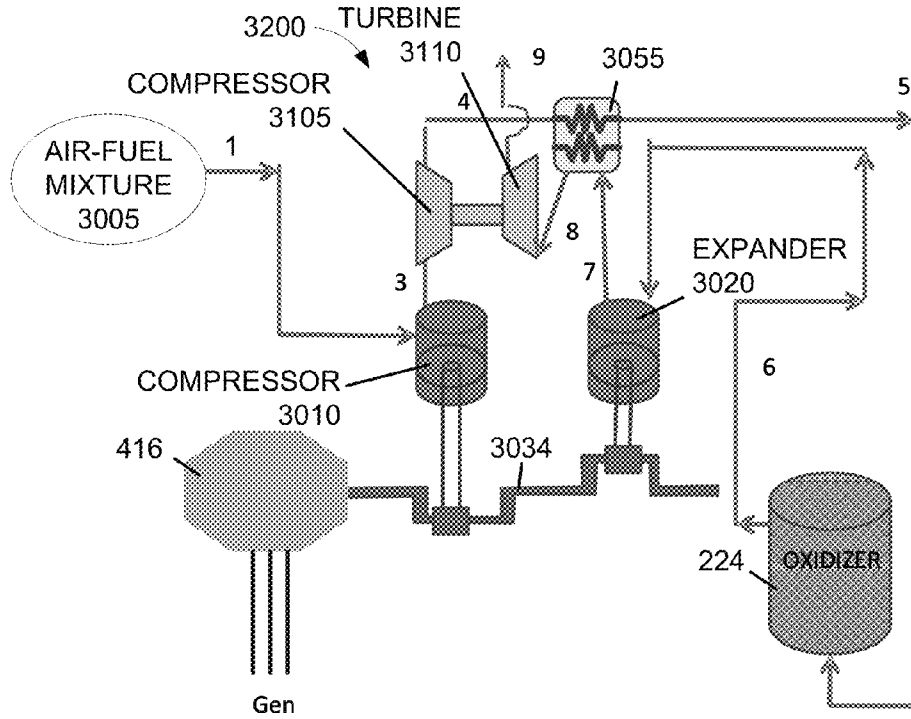 3200
TURBINE
3110
9
3055
5
COMPRESSOR
3105
4
AIR-FUEL
MIXTURE
3005
1
8
EXPANDER
3020
3
7
6
COMPRESSOR
3010
416
3034
224
OXIDIZER
Gen